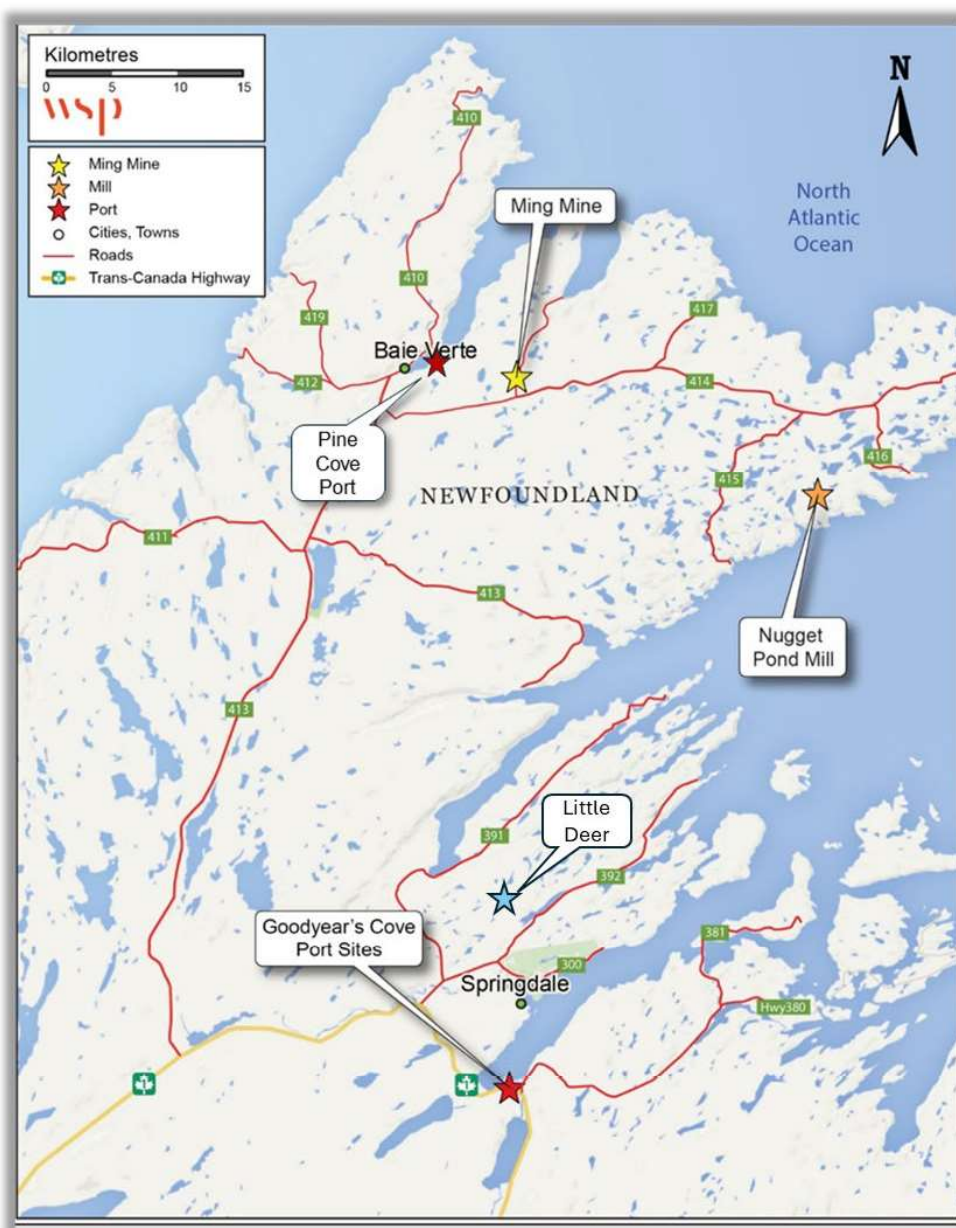 Kilometres
0 5 10 15
wsp
Ming Mine
Mill
Port
Cities, Towns
Roads
Trans-Canada Highway
N
North
Atlantic
Ocean
410
Ming Mine
410
417
419
Baie Verte
412
414
Pine
Cove
Port
416
415
NEWFOUNDLAND
411
413
Nugget
Pond Mill
413
Little
Deer
391
392
Goodyear's Cove
Port Sites
381
300
Springdale
Hwy380